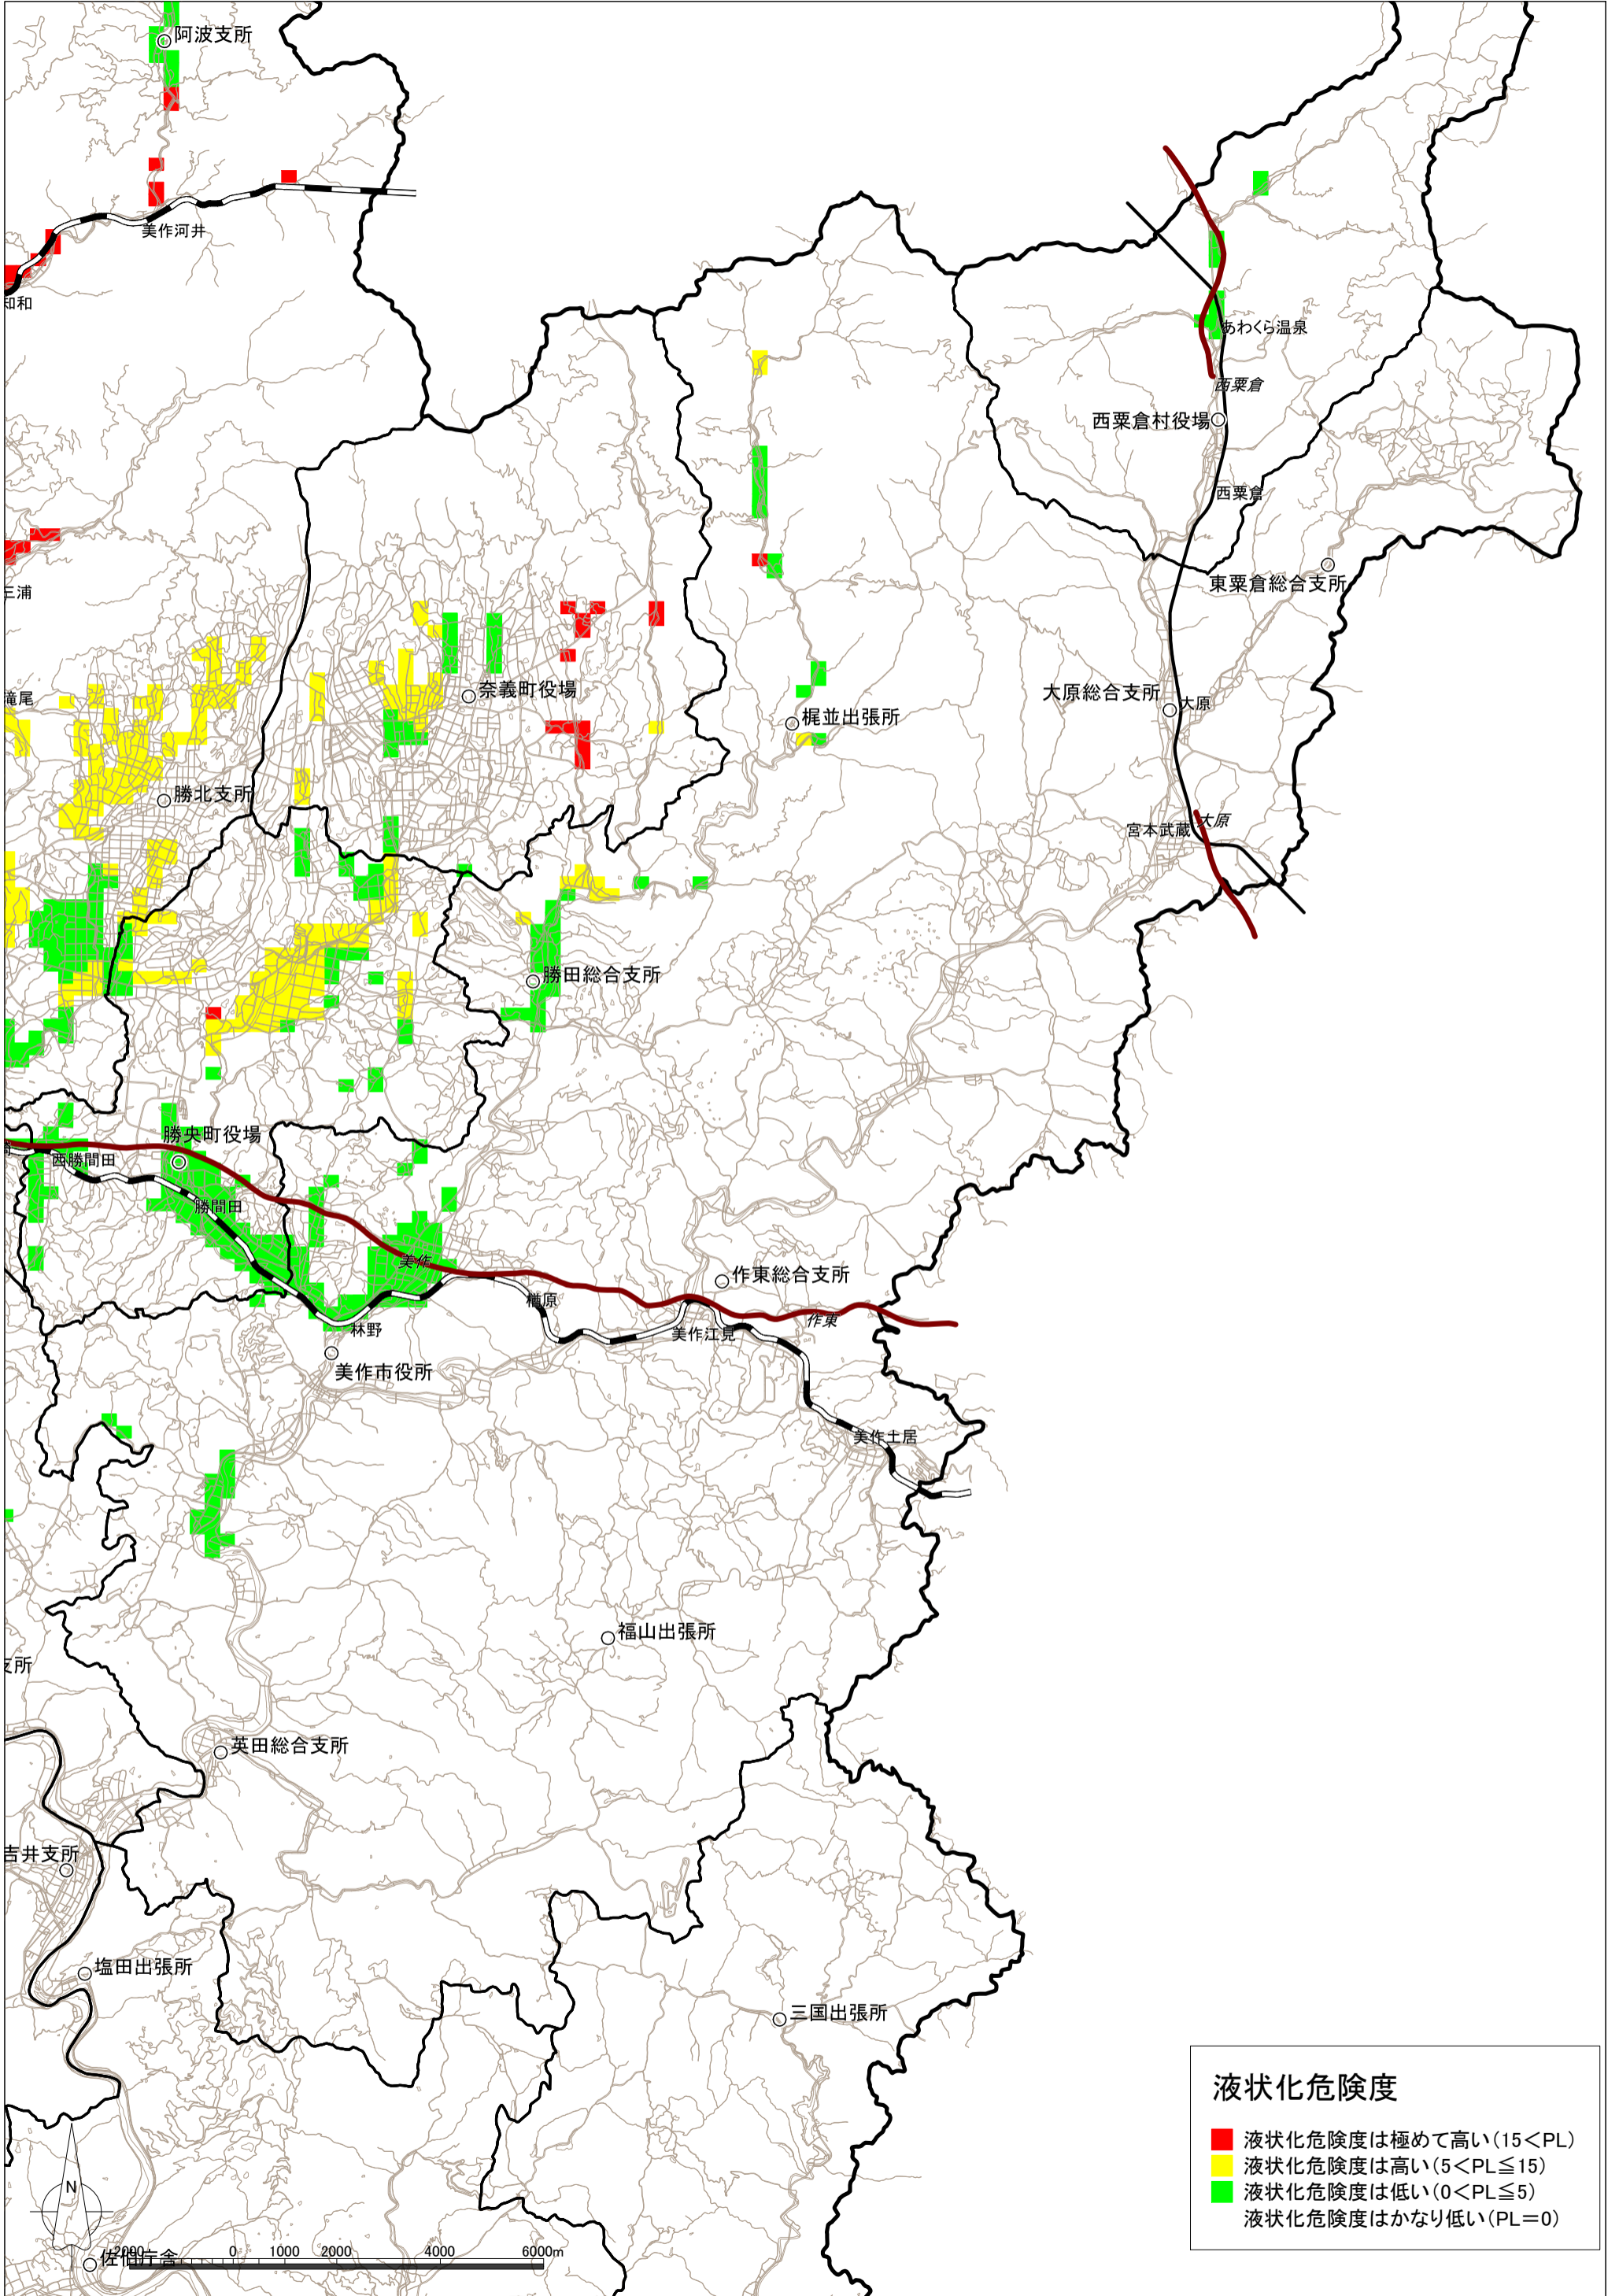 阿波支所
美作河井
知和
あわくら温泉
西粟倉
西粟倉村役場
西粟倉
東粟倉総合支所
三浦
奈義町役場
滝尾
大原総合支所
大原
梶並出張所
勝北支所
宮本武蔵
大原
勝田総合支所
勝央町役場
西勝間田
勝間田
美作
作東総合支所
楢原
林野
美作江見
作東
美作市役所
美作土居
福山出張所
支所
英田総合支所
吉井支所
塩田出張所
三国出張所
液状化危険度
液状化危険度は極めて高い(15<PL)
液状化危険度は高い(5<PL≦15)
液状化危険度は低い(0<PL≦5)
液状化危険度はかなり低い(PL=0)
N
佐伯庁舎
2000 0 1000 2000 4000 6000m